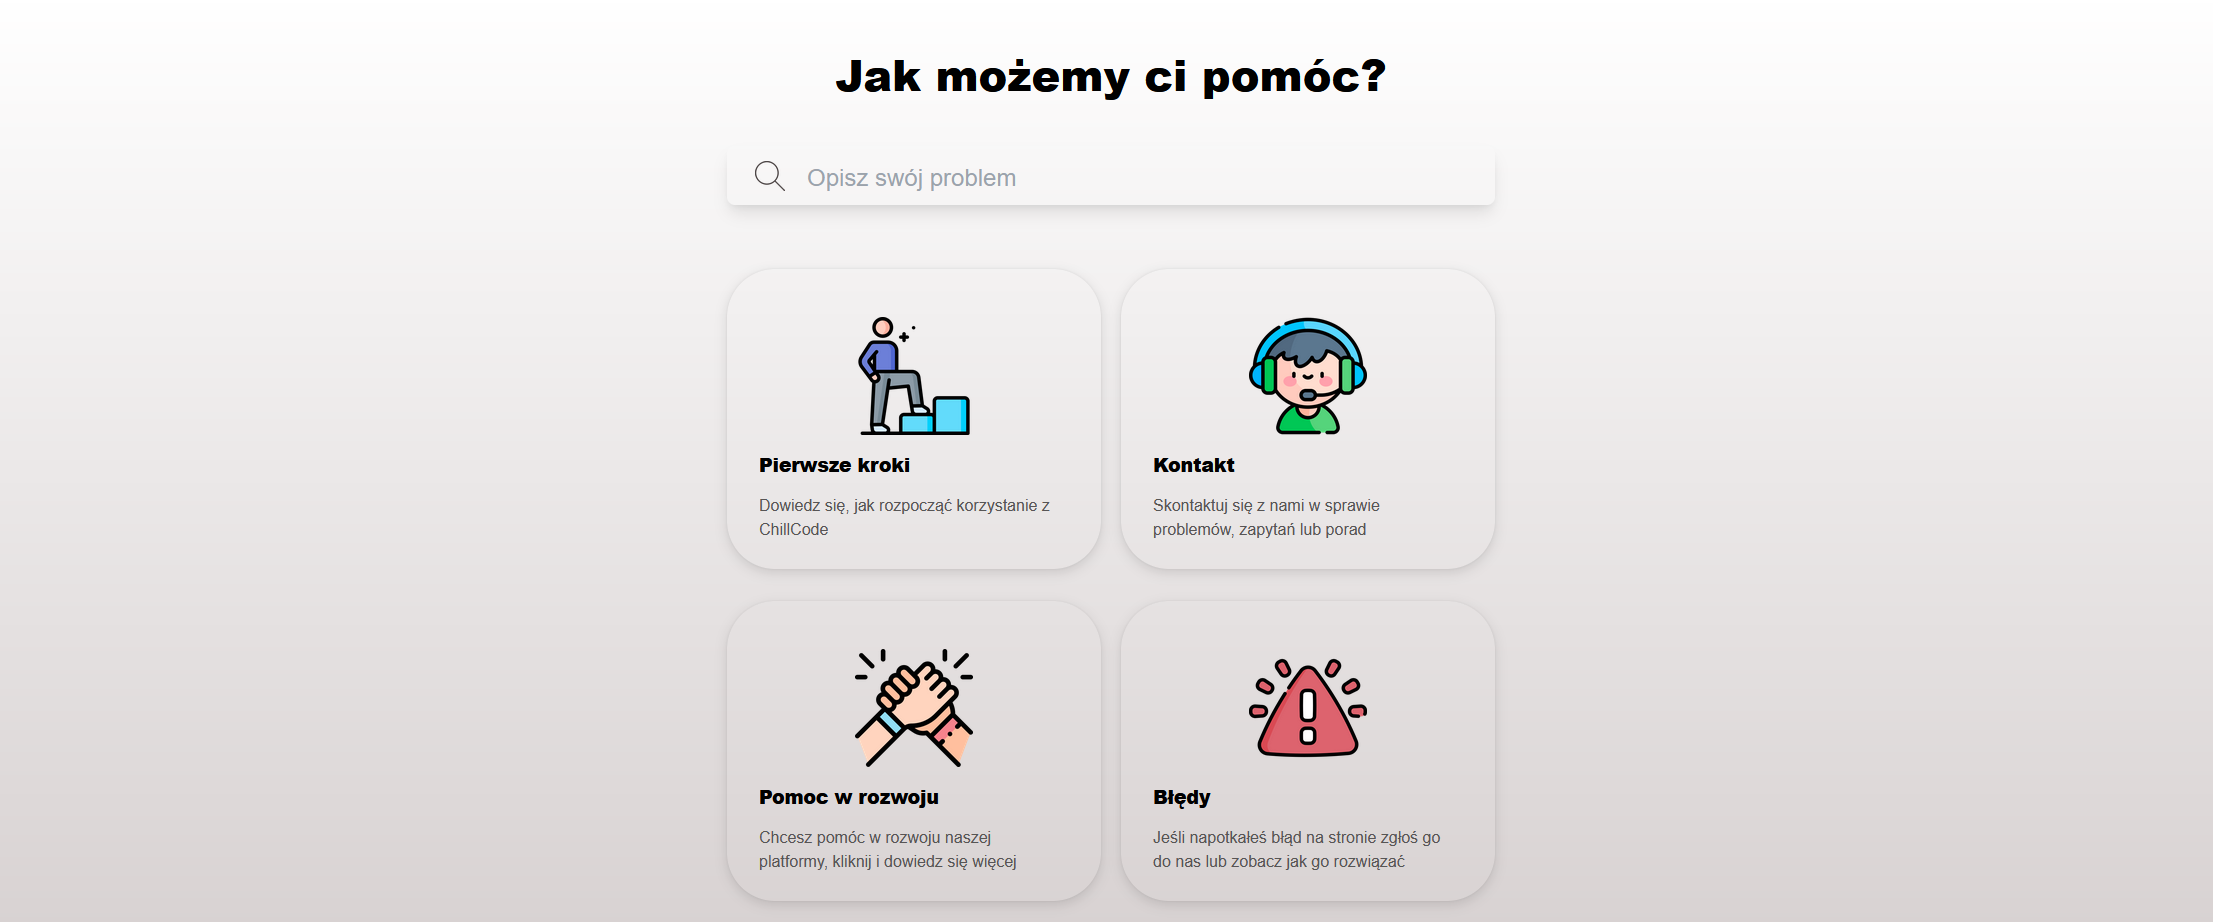 Jak możemy ci pomóc?
Opisz swój problem
Pierwsze kroki
Dowiedz się, jak rozpocząć korzystanie z
ChillCode
Kontakt
Skontaktuj się z nami w sprawie
problemów, zapytań lub porad
Pomoc w rozwoju
Chcesz pomóc w rozwoju naszej
platformy, kliknij i dowiedz się więcej
Błędy
Jeśli napotkałeś błąd na stronie zgłoś go
do nas lub zobacz jak go rozwiązać